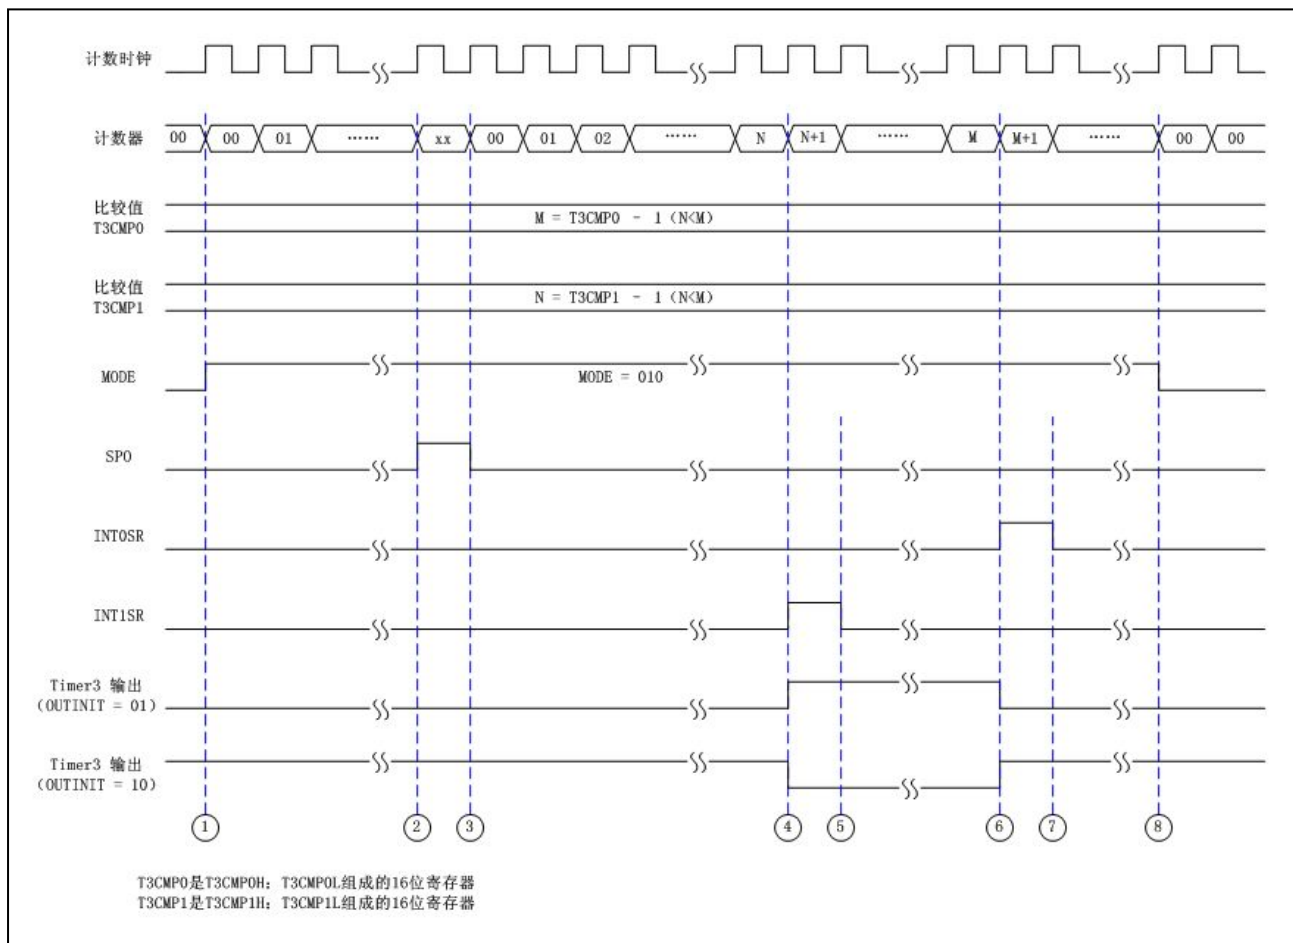 计数时钟
计数器 00 00 01 …… xx 00 01 02 …… N N+1 …… M M+1 …… 00 00
比较值
T3CMP0
M = T3CMP0 - 1（N<M）
比较值
T3CMP1
N = T3CMP1 - 1（N<M）
MODE
MODE = 010
SP0
INT0SR
INT1SR
Timer3 输出
（OUTINIT = 01）
Timer3 输出
（OUTINIT = 10）
1 2 3 4 5 6 7 8
T3CMP0是T3CMP0H：T3CMP0L组成的16位寄存器
T3CMP1是T3CMP1H：T3CMP1L组成的16位寄存器